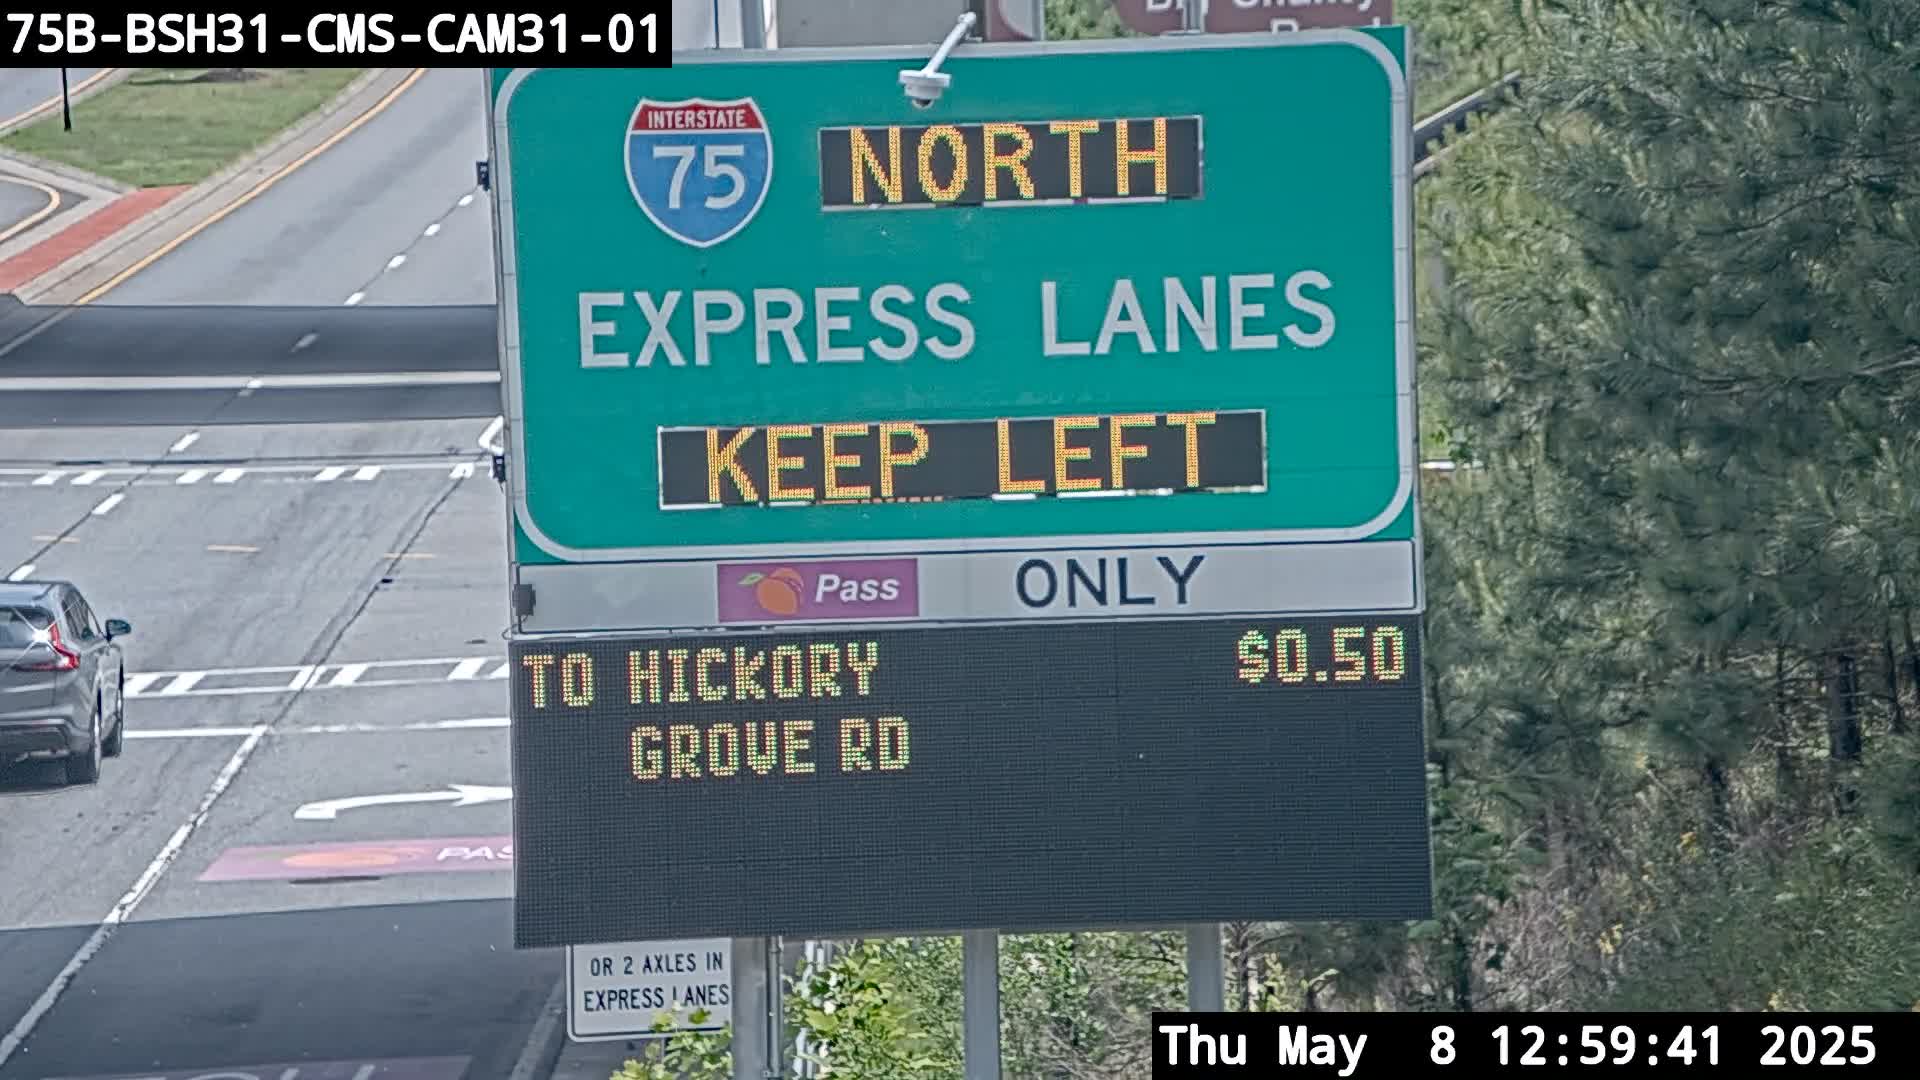 75B-BSH31-CMS-CAM31-01
INTERSTATE
75
NORTH
EXPRESS LANES
KEEP LEFT
Pass ONLY
TO HICKORY $0.50
GROVE RD
OR 2 AXLES IN
EXPRESS LANES
Thu May 8 12:59:41 2025